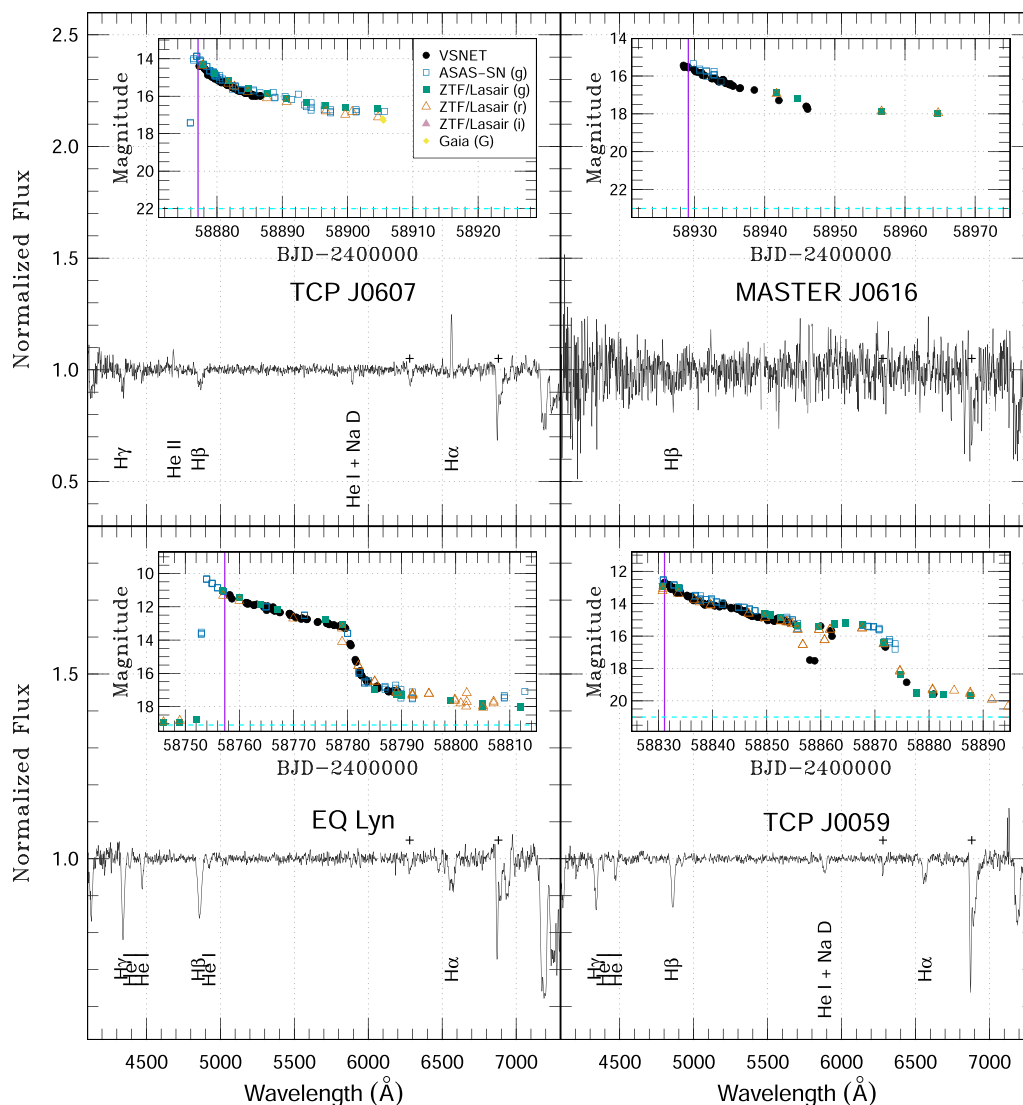 Normalized Flux
2.5
2.0
1.5
1.0
0.5
Magnitude
14
16
18
20
22
58880 58890 58900 58910 58920
BJD−2400000
VSNET
ASAS−SN (g)
ZTF/Lasair (g)
ZTF/Lasair (r)
ZTF/Lasair (i)
Gaia (G)
TCP J0607
+ +
Hγ
He II
Hβ
He I + Na D
Hα
Magnitude
14
16
18
20
22
58930 58940 58950 58960 58970
BJD−2400000
MASTER J0616
+ +
Hβ
Normalized Flux
1.5
1.0
Magnitude
10
12
14
16
18
58750 58760 58770 58780 58790 58800 58810
BJD−2400000
EQ Lyn
+ +
Hγ
He I
He I
Hβ
He I
Hα
Magnitude
12
14
16
18
20
58830 58840 58850 58860 58870 58880 58890
BJD−2400000
TCP J0059
+ +
Hγ
He I
He I
Hβ
He I + Na D
Hα
4500 5000 5500 6000 6500 7000
Wavelength (Å)
4500 5000 5500 6000 6500 7000
Wavelength (Å)